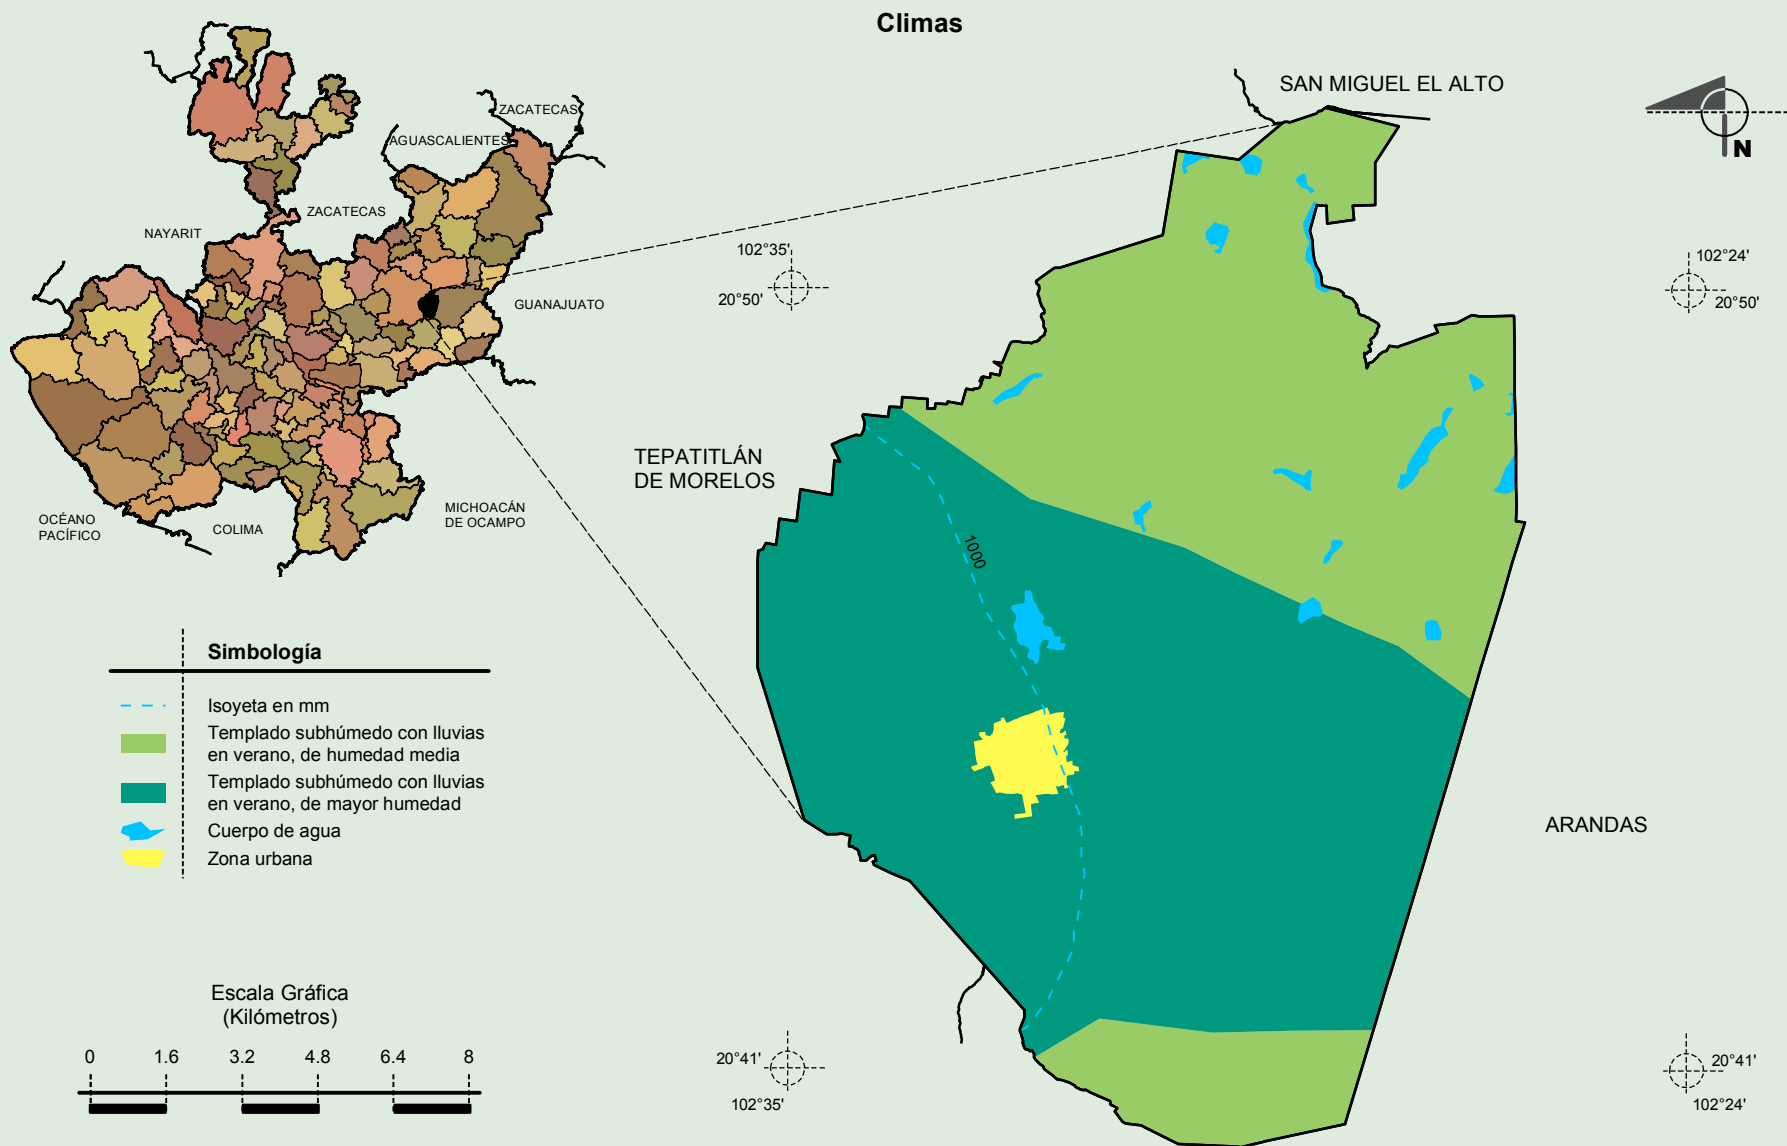 Climas
SAN MIGUEL EL ALTO
N
ZACATECAS
AGUASCALIENTES
ZACATECAS
NAYARIT
GUANAJUATO
OCÉANO
PACÍFICO
COLIMA
MICHOACÁN
DE OCAMPO
102°35'
20°50'
102°24'
20°50'
TEPATITLÁN
DE MORELOS
1000
ARANDAS
Simbología
Isoyeta en mm
Templado subhúmedo con lluvias
en verano, de humedad media
Templado subhúmedo con lluvias
en verano, de mayor humedad
Cuerpo de agua
Zona urbana
Escala Gráfica
(Kilómetros)
0 1.6 3.2 4.8 6.4 8
20°41'
102°35'
20°41'
102°24'